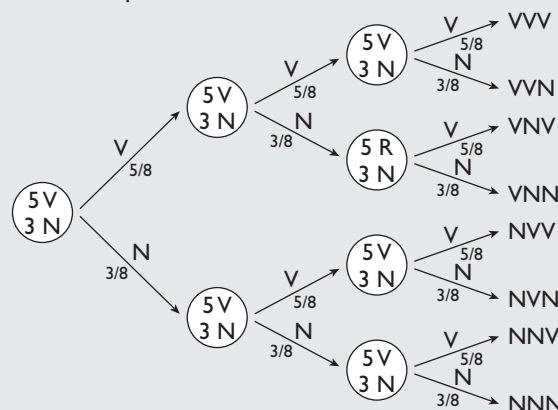 V VVV
5 V 5/8
3 N N
V 3/8 VVN
5 V 5/8
3 N N V VNV
3/8 5 R 5/8
V 3 N N
5/8 3/8 VNN
5 V
3 N
V NVV
N 5 V 5/8
3/8 3 N N
V 3/8 NVN
5 V 5/8
3 N N V NNV
3/8 5 V 5/8
3 N N
3/8 NNN